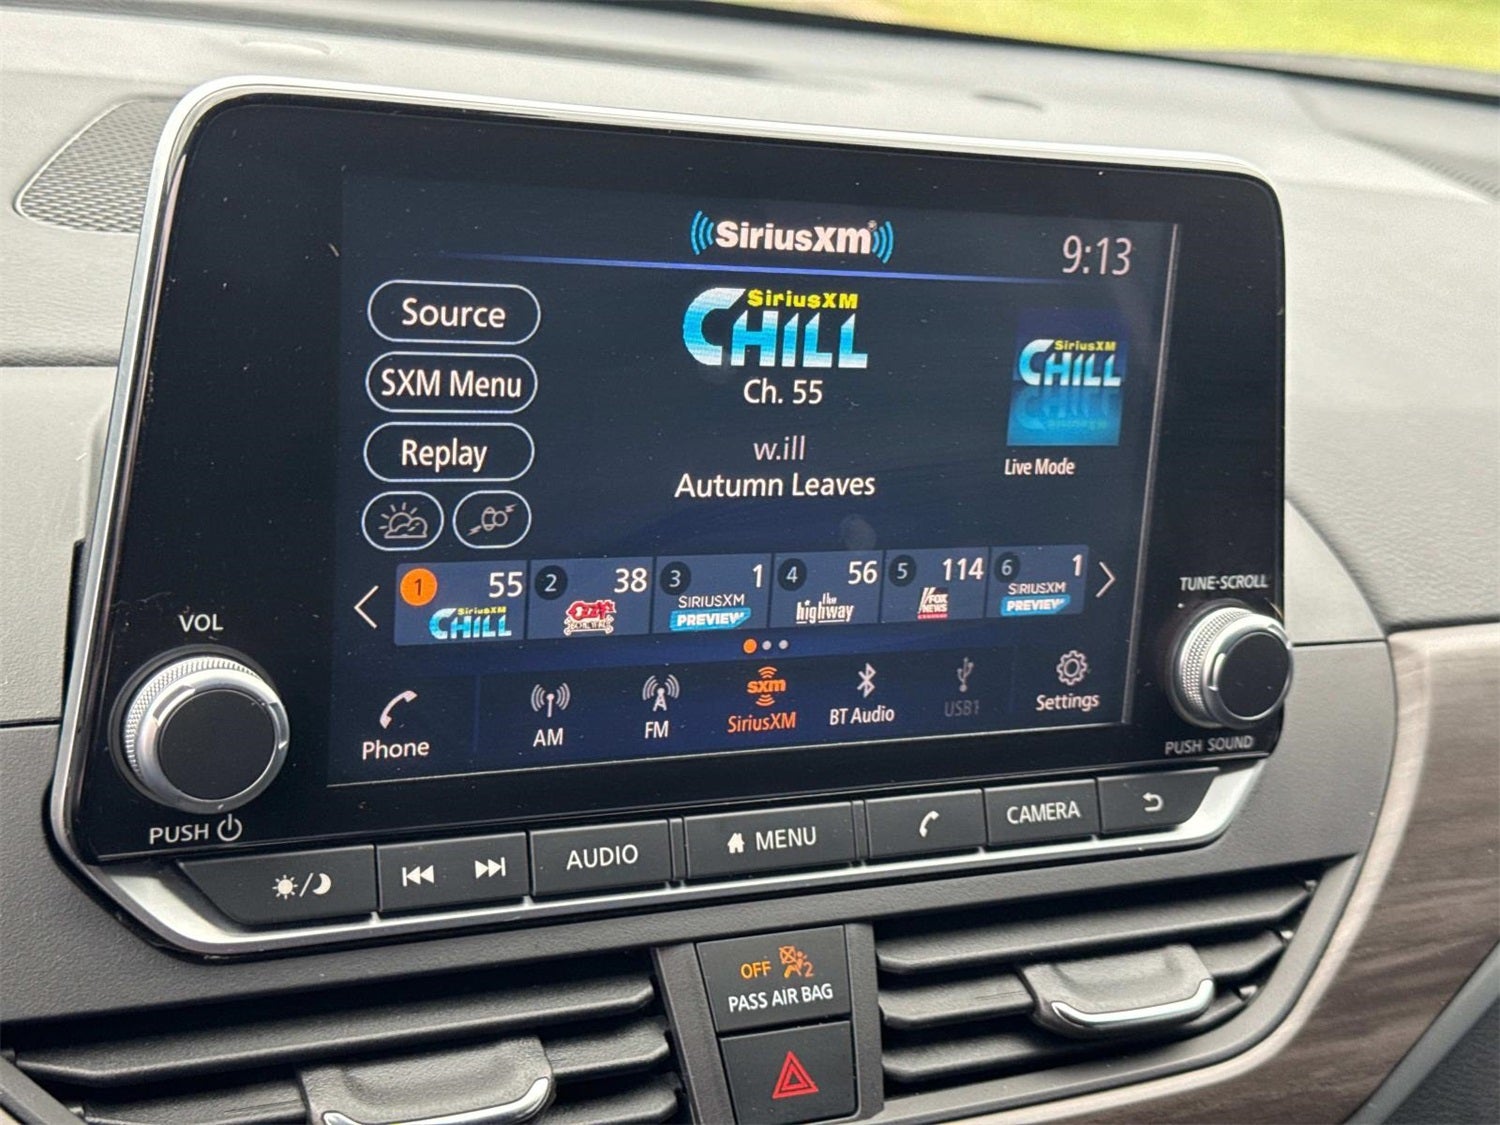 SiriusXM
9:13
Source
SXM Menu
Replay
SiriusXM
CHILL
Ch. 55
w.ill
Autumn Leaves
SiriusXM
CHILL
Live Mode
1 55
SiriusXM
CHILL
2 38
Ozzy's
3 1
SIRIUSXM
PREVIEW
4 56
the
highway
5 114
FOX
NEWS
6 1
SIRIUSXM
PREVIEW
VOL
PUSH
TUNE·SCROLL
PUSH SOUND
Phone
AM
FM
sxm
SiriusXM
BT Audio
USB1
Settings
AUDIO
MENU
CAMERA
OFF 2
PASS AIR BAG